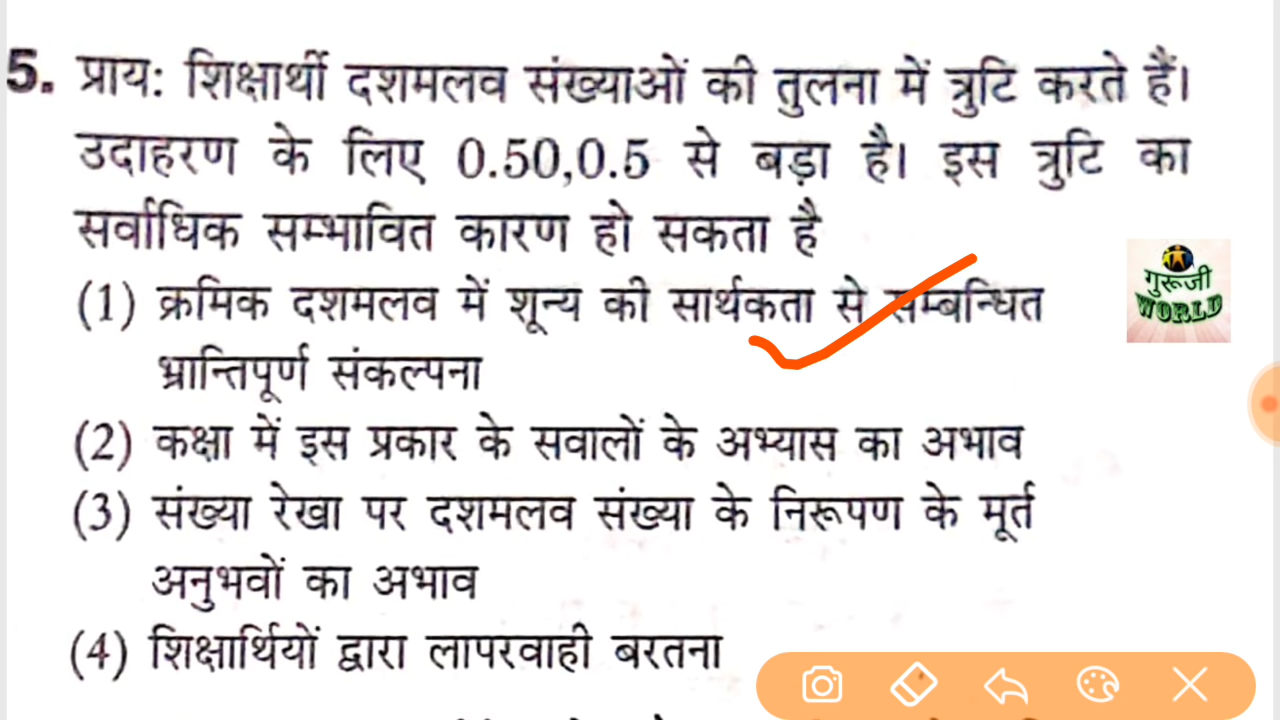 5. प्राय: शिक्षार्थी दशमलव संख्याओं की तुलना में त्रुटि करते हैं।
उदाहरण के लिए 0.50,0.5 से बड़ा है। इस त्रुटि का
सर्वाधिक सम्भावित कारण हो सकता है
(1) क्रमिक दशमलव में शून्य की सार्थकता से सम्बन्धित
भ्रान्तिपूर्ण संकल्पना
(2) कक्षा में इस प्रकार के सवालों के अभ्यास का अभाव
(3) संख्या रेखा पर दशमलव संख्या के निरूपण के मूर्त
अनुभवों का अभाव
(4) शिक्षार्थियों द्वारा लापरवाही बरतना
गुरूजी
WORLD